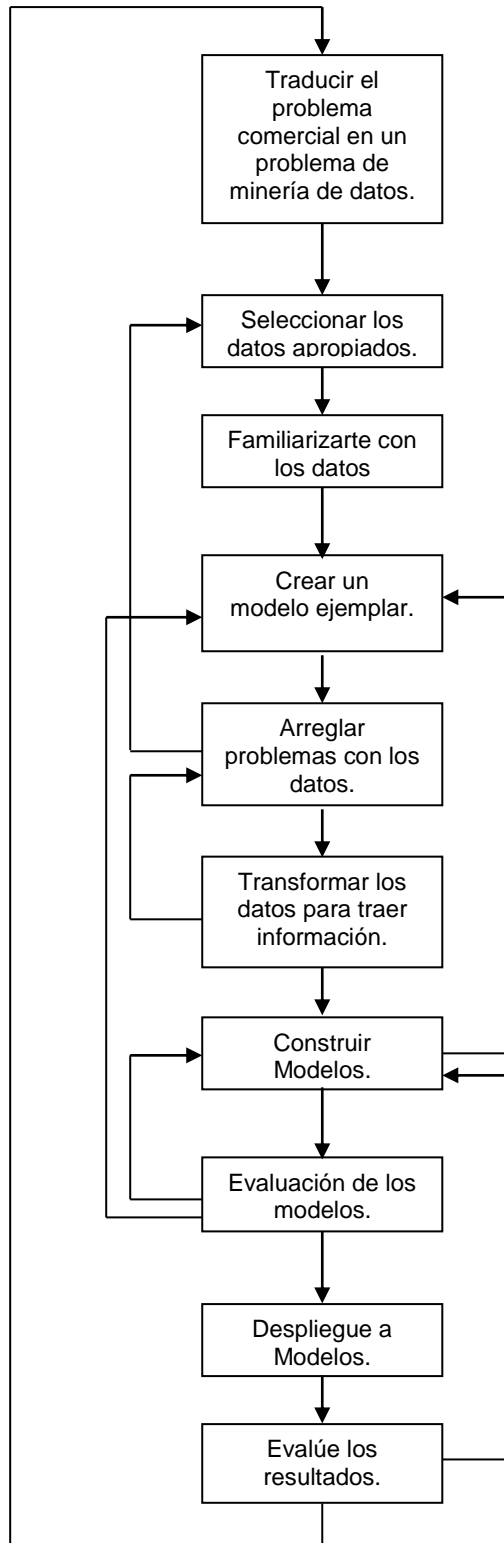 Traducir el
problema
comercial en un
problema de
minería de datos.
Seleccionar los
datos apropiados.
Familiarizarte con
los datos
Crear un
modelo ejemplar.
Arreglar
problemas con los
datos.
Transformar los
datos para traer
información.
Construir
Modelos.
Evaluación de los
modelos.
Despliegue a
Modelos.
Evalúe los
resultados.